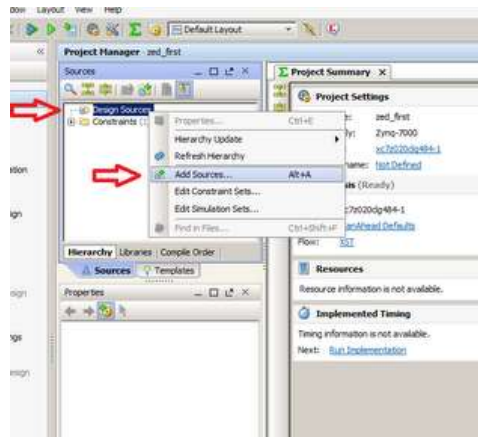 Layout View Help
Default Layout
Project Manager zed_first
Sources
Design Sources
Constraints
Properties... Ctrl+E
Hierarchy Update
Refresh Hierarchy
Add Sources... Alt+A
Edit Constraint Sets...
Edit Simulation Sets...
Find in Files... Ctrl+Shift+F
Hierarchy Libraries Compile Order
Sources Templates
Properties
Project Summary
Project Settings
zed_first
Zynq-7000
xc7z020clg484-1
name: Not Defined
(Ready)
Flow: XST
Resources
Resource information is not available.
Implemented Timing
Timing information is not available.
Next: Run Implementation